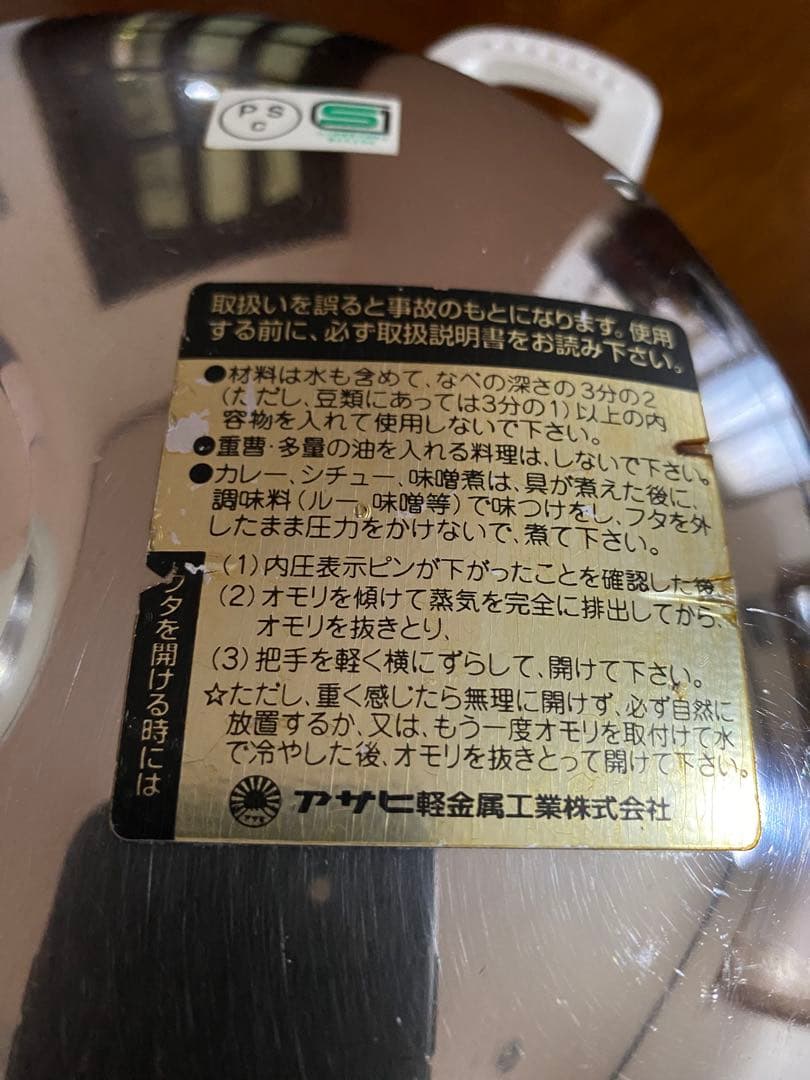 PS
C
S
取扱いを誤ると事故のもとになります。使用
する前に、必ず取扱説明書をお読み下さい。
●材料は水も含めて、なべの深さの3分の2
(ただし、豆類にあっては3分の1)以上の内
容物を入れて使用しないで下さい。
●重曹・多量の油を入れる料理は、しないで下さい。
●カレー、シチュー、味噌煮は、具が煮えた後に、
調味料(ルー、味噌等)で味つけをし、フタを外
したまま圧力をかけないで、煮て下さい。
フタを開ける時には
(1)内圧表示ピンが下がったことを確認した後
(2)オモリを傾けて蒸気を完全に排出してから、
オモリを抜きとり、
(3)把手を軽く横にずらして、開けて下さい。
☆ただし、重く感じたら無理に開けず、必ず自然に
放置するか、又は、もう一度オモリを取付けて水
で冷やした後、オモリを抜きとって開けて下さい。
アサヒ
アサヒ軽金属工業株式会社